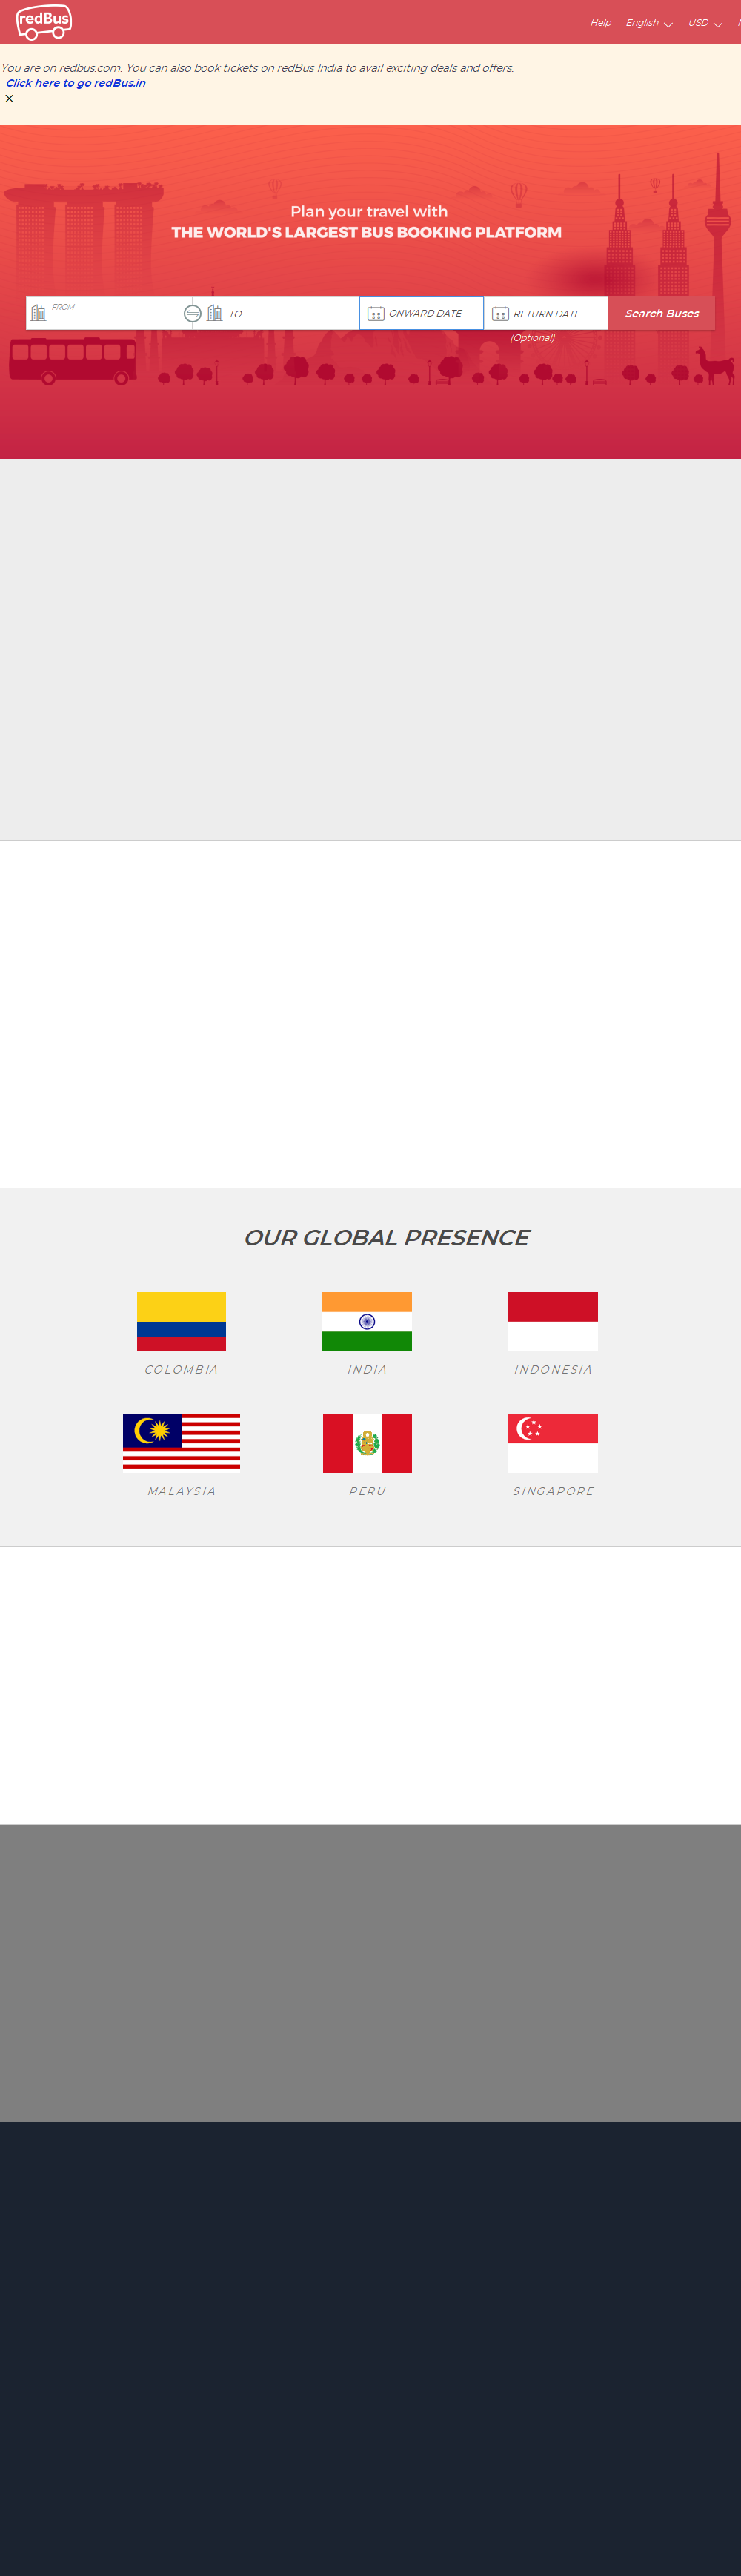 redBus
Help English USD
You are on redbus.com. You can also book tickets on redBus India to avail exciting deals and offers.
Click here to go redBus.in
Plan your travel with
THE WORLD'S LARGEST BUS BOOKING PLATFORM
FROM
TO
ONWARD DATE
RETURN DATE
Search Buses
(Optional)
OUR GLOBAL PRESENCE
COLOMBIA INDIA INDONESIA
MALAYSIA PERU SINGAPORE